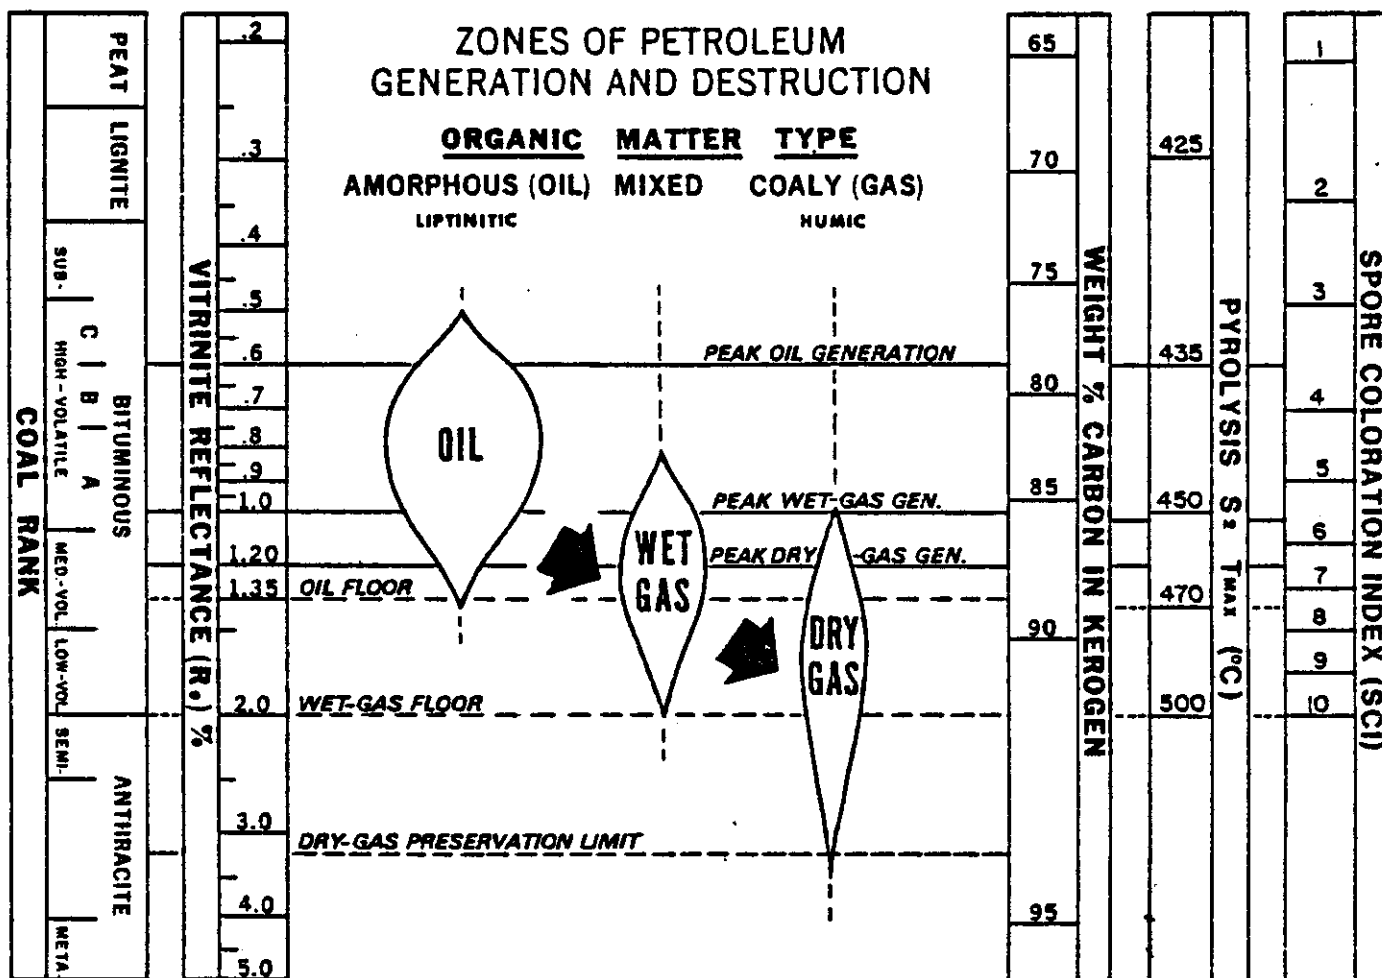 ZONES OF PETROLEUM
GENERATION AND DESTRUCTION
ORGANIC MATTER TYPE
AMORPHOUS (OIL) MIXED COALY (GAS)
LIPTINITIC HUMIC
COAL RANK
PEAT
LIGNITE
SUB-
BITUMINOUS
HIGH-VOLATILE
C
B
A
MED.-VOL.
LOW-VOL.
SEMI-
ANTHRACITE
META.
VITRINITE REFLECTANCE (R₀) %
.2
.3
.4
.5
.6
.7
.8
.9
1.0
1.20
1.35
2.0
3.0
4.0
5.0
PEAK OIL GENERATION
OIL
PEAK WET-GAS GEN.
WET
GAS
PEAK DRY-GAS GEN.
OIL FLOOR
DRY
GAS
WET-GAS FLOOR
DRY-GAS PRESERVATION LIMIT
WEIGHT % CARBON IN KEROGEN
65
70
75
80
85
90
95
PYROLYSIS S₂ TMAX (°C)
425
435
450
470
500
SPORE COLORATION INDEX (SCI)
1
2
3
4
5
6
7
8
9
10